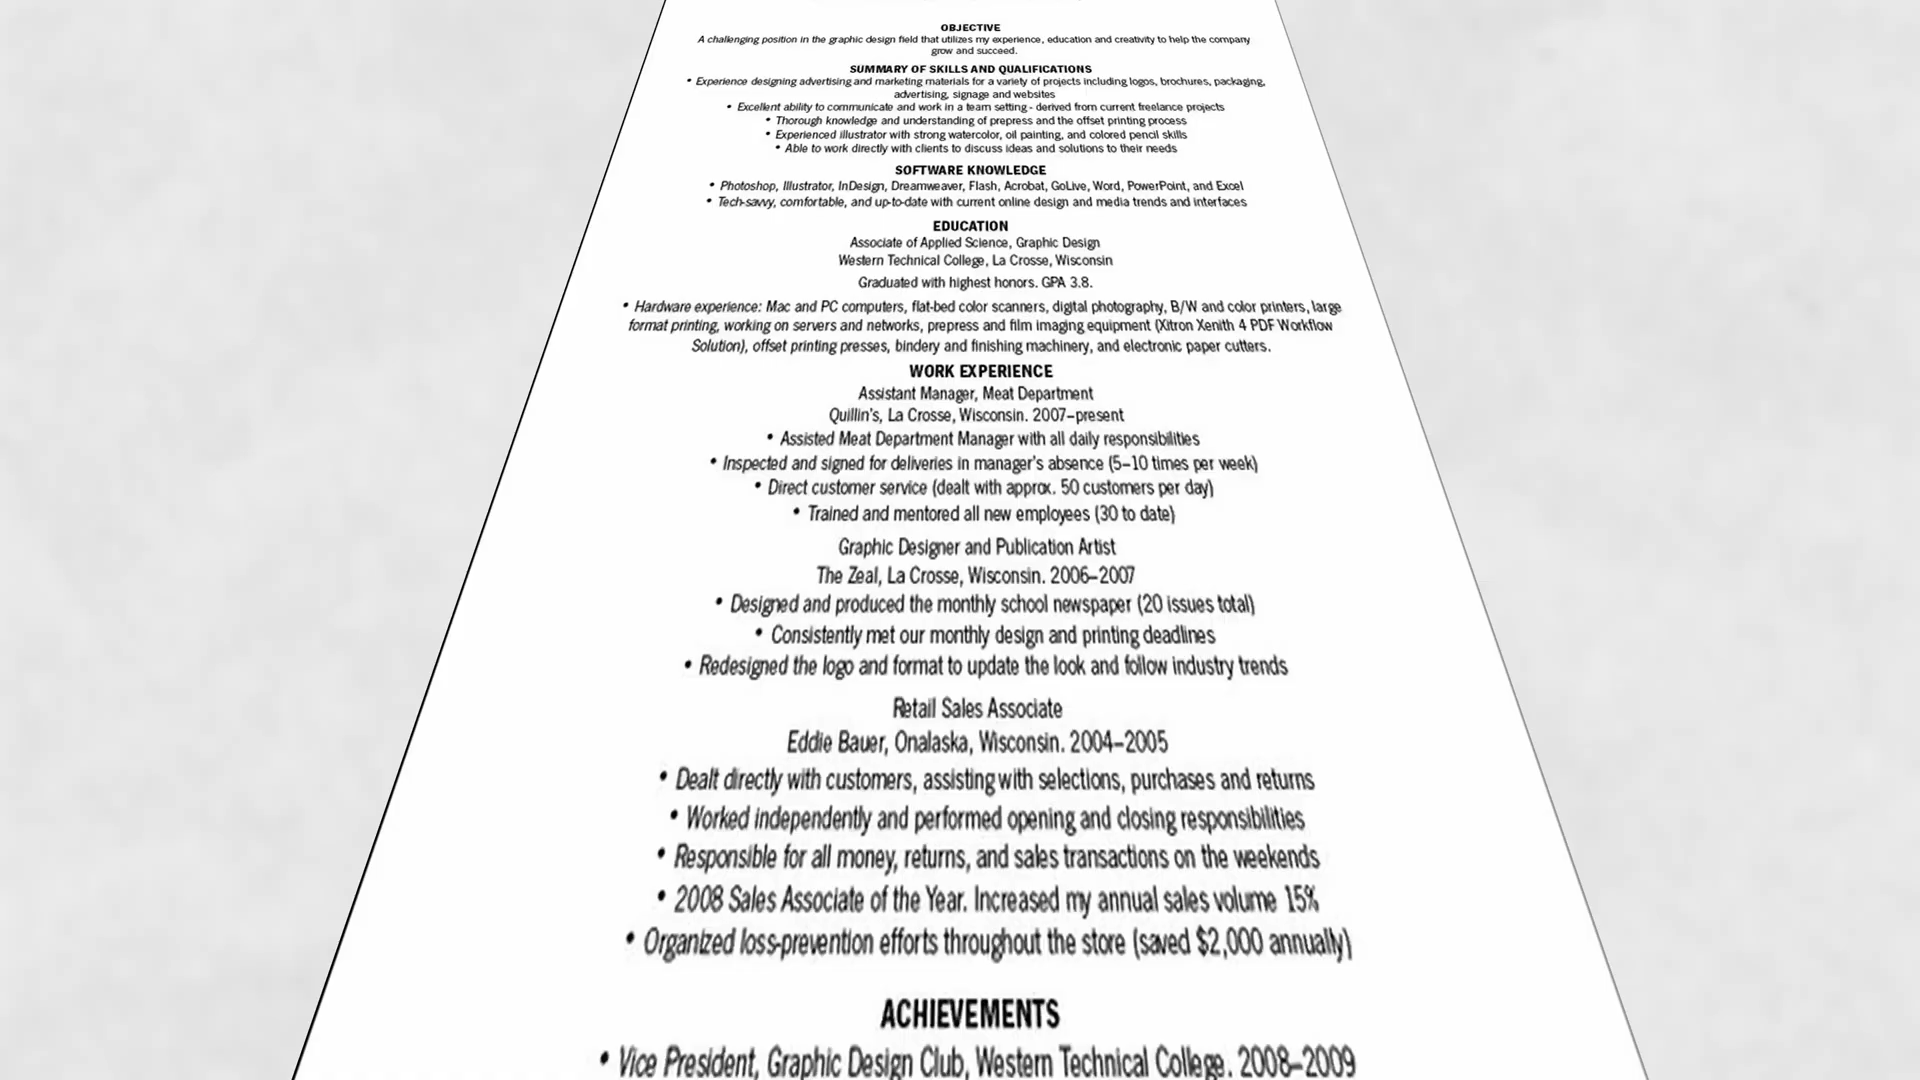 OBJECTIVE
A challenging position in the graphic design field that utilizes my experience, education and creativity to help the company
grow and succeed.
SUMMARY OF SKILLS AND QUALIFICATIONS
• Experience designing advertising and marketing materials for a variety of projects including logos, brochures, packaging,
advertising, signage and websites
• Excellent ability to communicate and work in a team setting - derived from current freelance projects
• Thorough knowledge and understanding of prepress and the offset printing process
• Experienced illustrator with strong watercolor, oil painting, and colored pencil skills
• Able to work directly with clients to discuss ideas and solutions to their needs
SOFTWARE KNOWLEDGE
• Photoshop, Illustrator, InDesign, Dreamweaver, Flash, Acrobat, GoLive, Word, PowerPoint, and Excel
• Tech-savvy, comfortable, and up-to-date with current online design and media trends and interfaces
EDUCATION
Associate of Applied Science, Graphic Design
Western Technical College, La Crosse, Wisconsin
Graduated with highest honors. GPA 3.8.
• Hardware experience: Mac and PC computers, flat-bed color scanners, digital photography, B/W and color printers, large
format printing, working on servers and networks, prepress and film imaging equipment (Xitron Xenith 4 PDF Workflow
Solution), offset printing presses, bindery and finishing machinery, and electronic paper cutters.
WORK EXPERIENCE
Assistant Manager, Meat Department
Quillin's, La Crosse, Wisconsin. 2007–present
• Assisted Meat Department Manager with all daily responsibilities
• Inspected and signed for deliveries in manager's absence (5–10 times per week)
• Direct customer service (dealt with approx. 50 customers per day)
• Trained and mentored all new employees (30 to date)
Graphic Designer and Publication Artist
The Zeal, La Crosse, Wisconsin. 2006–2007
• Designed and produced the monthly school newspaper (20 issues total)
• Consistently met our monthly design and printing deadlines
• Redesigned the logo and format to update the look and follow industry trends
Retail Sales Associate
Eddie Bauer, Onalaska, Wisconsin. 2004–2005
• Dealt directly with customers, assisting with selections, purchases and returns
• Worked independently and performed opening and closing responsibilities
• Responsible for all money, returns, and sales transactions on the weekends
• 2008 Sales Associate of the Year. Increased my annual sales volume 15%
• Organized loss-prevention efforts throughout the store (saved $2,000 annually)
ACHIEVEMENTS
• Vice President, Graphic Design Club, Western Technical College. 2008–2009